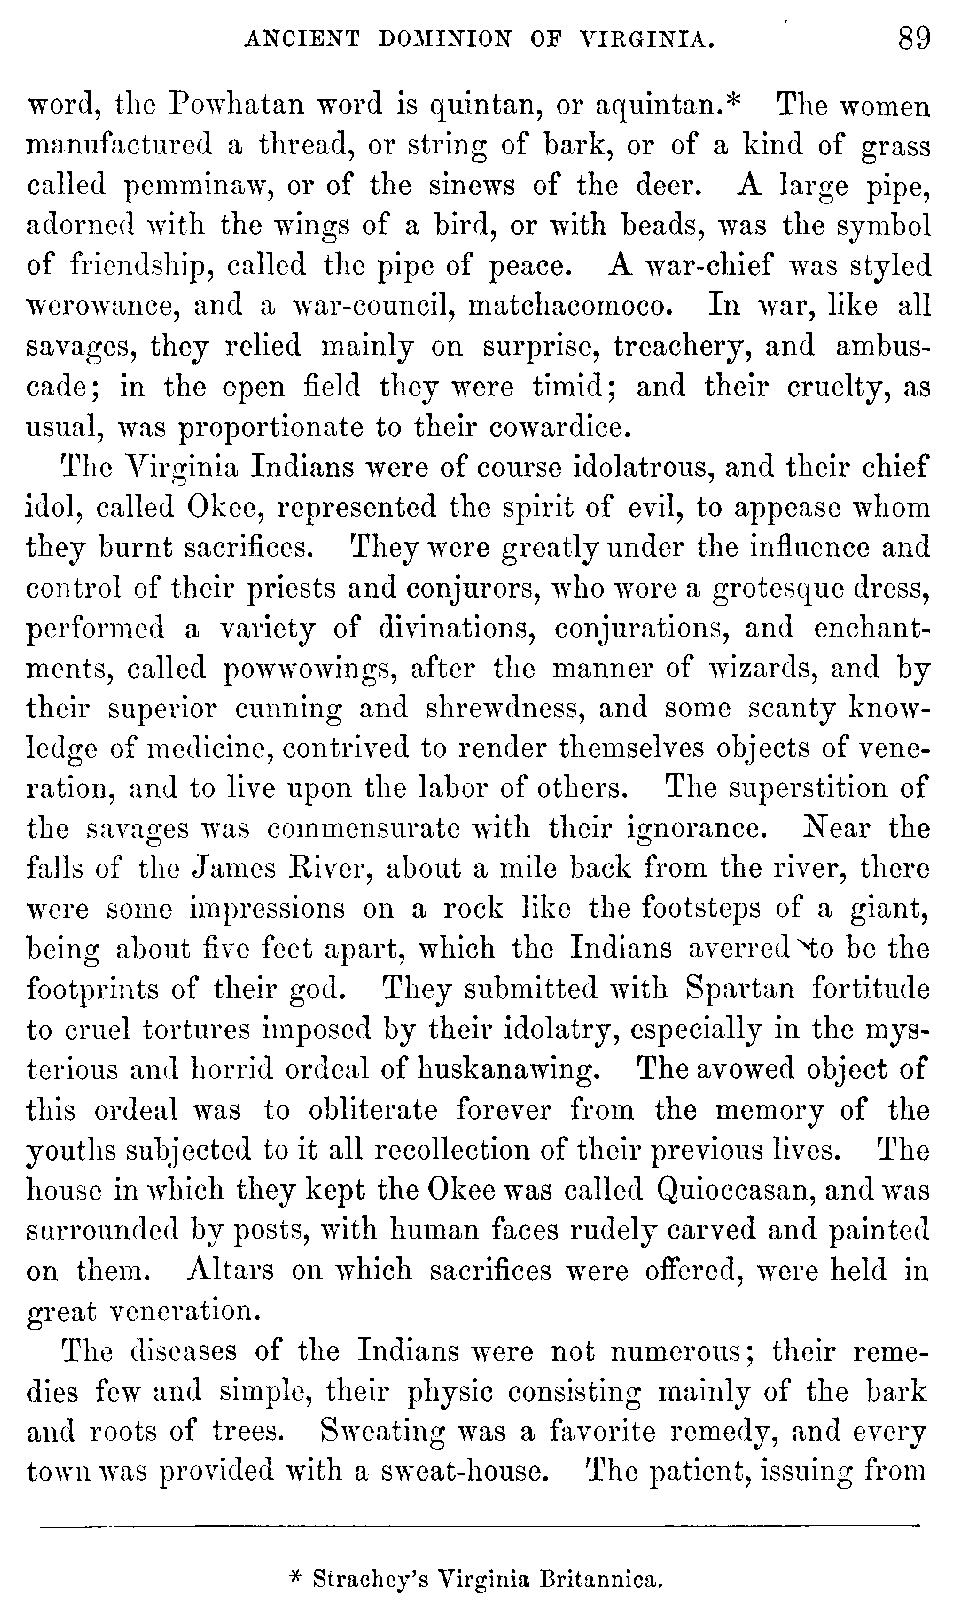 ANCIENT DOMINION OF VIRGINIA. 89
word, the Powhatan word is quintan, or aquintan.* The women
manufactured a thread, or string of bark, or of a kind of grass
called pemminaw, or of the sinews of the deer. A large pipe,
adorned with the wings of a bird, or with beads, was the symbol
of friendship, called the pipe of peace. A war-chief was styled
werowance, and a war-council, matchacomoco. In war, like all
savages, they relied mainly on surprise, treachery, and ambus-
cade; in the open field they were timid; and their cruelty, as
usual, was proportionate to their cowardice.
The Virginia Indians were of course idolatrous, and their chief
idol, called Okee, represented the spirit of evil, to appease whom
they burnt sacrifices. They were greatly under the influence and
control of their priests and conjurors, who wore a grotesque dress,
performed a variety of divinations, conjurations, and enchant-
ments, called powwowings, after the manner of wizards, and by
their superior cunning and shrewdness, and some scanty know-
ledge of medicine, contrived to render themselves objects of vene-
ration, and to live upon the labor of others. The superstition of
the savages was commensurate with their ignorance. Near the
falls of the James River, about a mile back from the river, there
were some impressions on a rock like the footsteps of a giant,
being about five feet apart, which the Indians averred to be the
footprints of their god. They submitted with Spartan fortitude
to cruel tortures imposed by their idolatry, especially in the mys-
terious and horrid ordeal of huskanawing. The avowed object of
this ordeal was to obliterate forever from the memory of the
youths subjected to it all recollection of their previous lives. The
house in which they kept the Okee was called Quioccasan, and was
surrounded by posts, with human faces rudely carved and painted
on them. Altars on which sacrifices were offered, were held in
great veneration.
The diseases of the Indians were not numerous; their reme-
dies few and simple, their physic consisting mainly of the bark
and roots of trees. Sweating was a favorite remedy, and every
town was provided with a sweat-house. The patient, issuing from
* Strachey's Virginia Britannica.